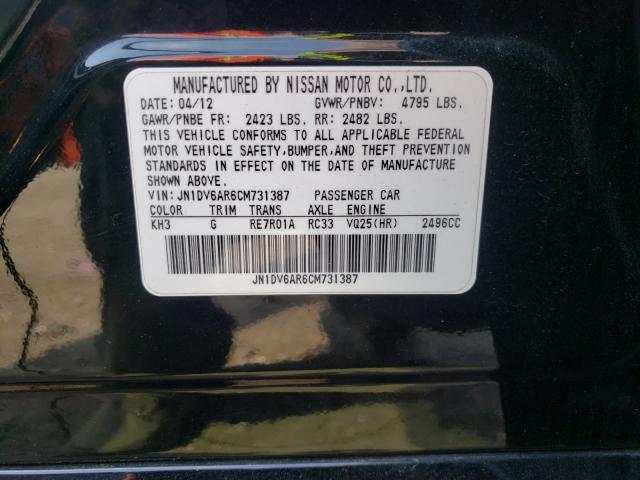 MANUFACTURED BY NISSAN MOTOR CO.,LTD.
DATE: 04/12 GVWR/PNBV: 4795 LBS.
GAWR/PNBE FR: 2423 LBS. RR: 2482 LBS.
THIS VEHICLE CONFORMS TO ALL APPLICABLE FEDERAL
MOTOR VEHICLE SAFETY,BUMPER,AND THEFT PREVENTION
STANDARDS IN EFFECT ON THE DATE OF MANUFACTURE
SHOWN ABOVE.
VIN: JN1DV6AR6CM731387 PASSENGER CAR
COLOR TRIM TRANS AXLE ENGINE
KH3 G RE7R01A RC33 VQ25(HR) 2496CC
JN1DV6AR6CM731387